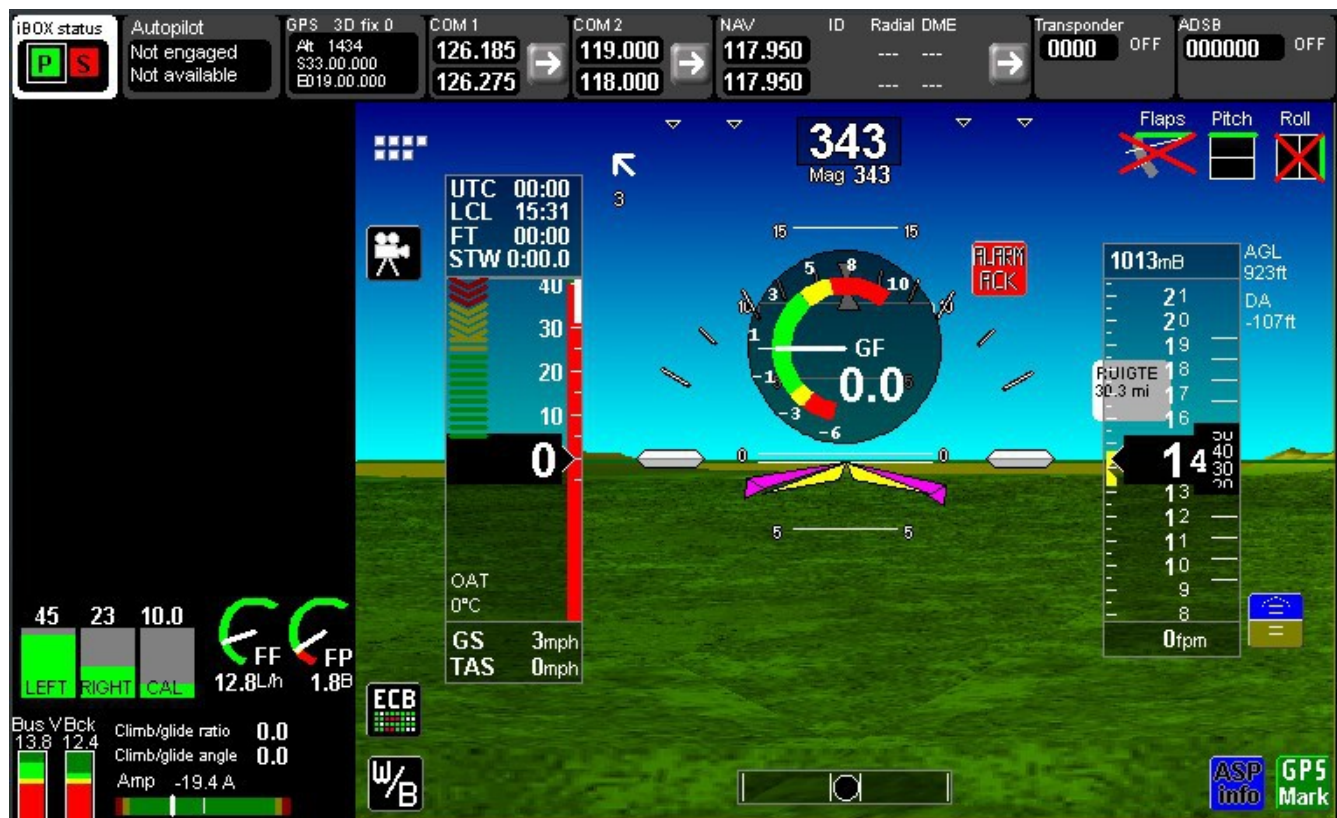 iBOX status
P S
Autopilot
Not engaged
Not available
GPS 3D fix 0
Alt 1434
S33.00.000
E019.00.000
COM 1
126.185
126.275
COM 2
119.000
118.000
NAV ID Radial DME
117.950 --- ---
117.950 --- ---
Transponder
0000 OFF
ADSB
000000 OFF
Flaps Pitch Roll
343
Mag 343
3
UTC 00:00
LCL 15:31
FT 00:00
STW 0:00.0
40
30
20
10
0
OAT
0°C
GS 3mph
TAS 0mph
15 15
10 10
8
5
10
3
1
-1
-3
-6
GF
0.0
5
0 0
5 5
ALARM
ACK
1013mB
21
20
19
18
17
16
14
50
40
30
20
13
12
11
10
9
8
0fpm
AGL
923ft
DA
-107ft
RUIGTE
30.3 mi
45 23 10.0
LEFT RIGHT CAL
FF
12.8L/h
FP
1.8B
Bus V Bck
13.8 12.4
Climb/glide ratio 0.0
Climb/glide angle 0.0
Amp -19.4 A
ECB
W/B
ASP
info
GPS
Mark